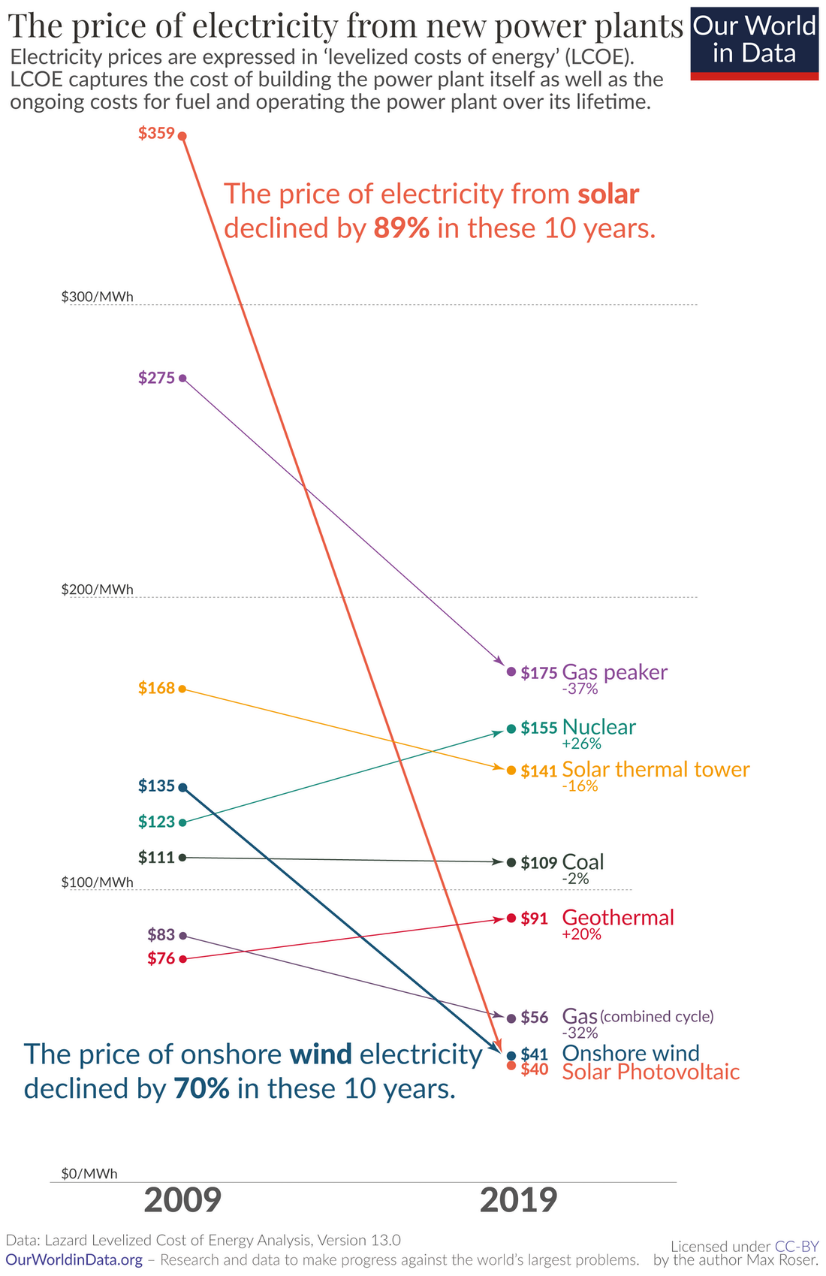 The price of electricity from new power plants
Our World
in Data
Electricity prices are expressed in ‘levelized costs of energy’ (LCOE).
LCOE captures the cost of building the power plant itself as well as the
ongoing costs for fuel and operating the power plant over its lifetime.
$359
The price of electricity from solar
declined by 89% in these 10 years.
$300/MWh
$275
$200/MWh
$175 Gas peaker
-37%
$168
$155 Nuclear
+26%
$141 Solar thermal tower
-16%
$135
$123
$111
$109 Coal
-2%
$100/MWh
$91 Geothermal
+20%
$83
$76
$56 Gas (combined cycle)
-32%
The price of onshore wind electricity
declined by 70% in these 10 years.
$41 Onshore wind
$40 Solar Photovoltaic
$0/MWh
2009
2019
Data: Lazard Levelized Cost of Energy Analysis, Version 13.0
OurWorldinData.org – Research and data to make progress against the world’s largest problems.
Licensed under CC-BY
by the author Max Roser.